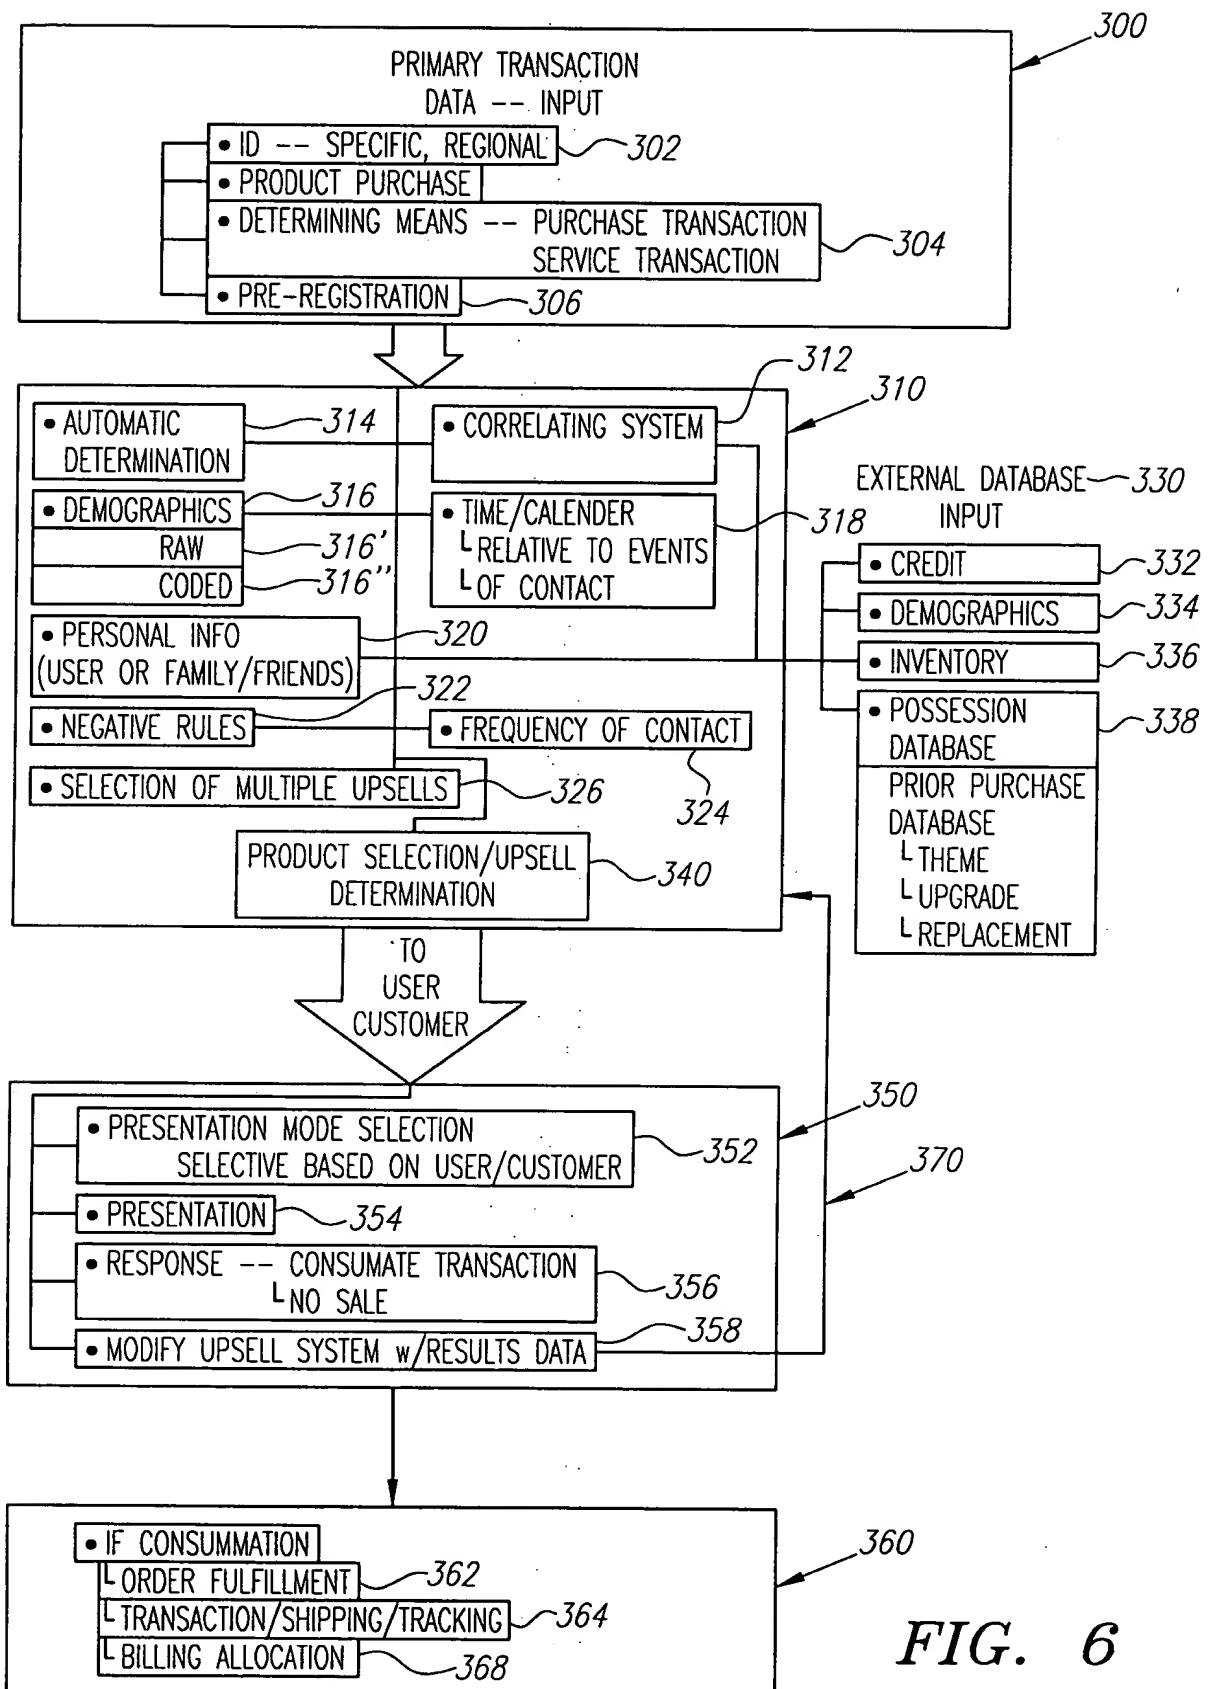 300
PRIMARY TRANSACTION
DATA -- INPUT
• ID -- SPECIFIC, REGIONAL
302
• PRODUCT PURCHASE
• DETERMINING MEANS -- PURCHASE TRANSACTION
SERVICE TRANSACTION
304
• PRE-REGISTRATION
306
312
310
• AUTOMATIC
DETERMINATION
314
• CORRELATING SYSTEM
• DEMOGRAPHICS
316
RAW
316'
CODED
316"
• TIME/CALENDER
RELATIVE TO EVENTS
OF CONTACT
318
• PERSONAL INFO
(USER OR FAMILY/FRIENDS)
320
• NEGATIVE RULES
322
• FREQUENCY OF CONTACT
324
• SELECTION OF MULTIPLE UPSELLS
326
PRODUCT SELECTION/UPSELL
DETERMINATION
340
EXTERNAL DATABASE
INPUT
330
• CREDIT
332
• DEMOGRAPHICS
334
• INVENTORY
336
• POSSESSION
DATABASE
338
PRIOR PURCHASE
DATABASE
THEME
UPGRADE
REPLACEMENT
TO
USER
CUSTOMER
350
• PRESENTATION MODE SELECTION
SELECTIVE BASED ON USER/CUSTOMER
352
370
• PRESENTATION
354
• RESPONSE -- CONSUMATE TRANSACTION
NO SALE
356
• MODIFY UPSELL SYSTEM w/RESULTS DATA
358
360
• IF CONSUMMATION
ORDER FULFILLMENT
362
TRANSACTION/SHIPPING/TRACKING
364
BILLING ALLOCATION
368
FIG. 6